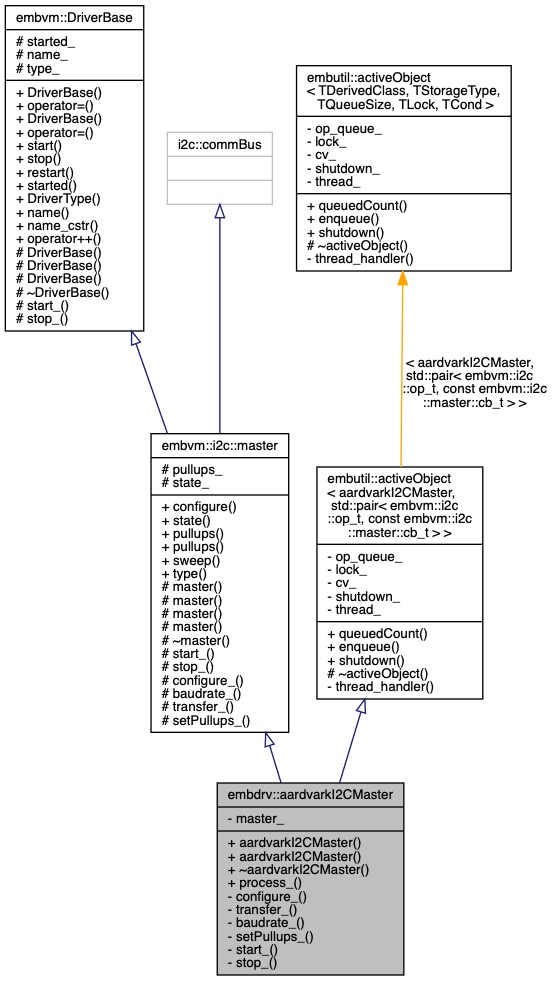 embvm::DriverBase
# started_
# name_
# type_
+ DriverBase()
+ operator=()
+ DriverBase()
+ operator=()
+ start()
+ stop()
+ restart()
+ started()
+ DriverType()
+ name()
+ name_cstr()
+ operator++()
# DriverBase()
# DriverBase()
# DriverBase()
# ~DriverBase()
# start_()
# stop_()
i2c::commBus
embutil::activeObject
< TDerivedClass, TStorageType,
TQueueSize, TLock, TCond >
- op_queue_
- lock_
- cv_
- shutdown_
- thread_
+ queuedCount()
+ enqueue()
+ shutdown()
# ~activeObject()
- thread_handler()
< aardvarkI2CMaster,
std::pair< embvm::i2c
::op_t, const embvm::i2c
::master::cb_t > >
embvm::i2c::master
# pullups_
# state_
+ configure()
+ state()
+ pullups()
+ pullups()
+ sweep()
+ type()
# master()
# master()
# master()
# master()
# ~master()
# start_()
# stop_()
# configure_()
# baudrate_()
# transfer_()
# setPullups_()
embutil::activeObject
< aardvarkI2CMaster,
std::pair< embvm::i2c
::op_t, const embvm::i2c
::master::cb_t > >
- op_queue_
- lock_
- cv_
- shutdown_
- thread_
+ queuedCount()
+ enqueue()
+ shutdown()
# ~activeObject()
- thread_handler()
embdrv::aardvarkI2CMaster
- master_
+ aardvarkI2CMaster()
+ aardvarkI2CMaster()
+ ~aardvarkI2CMaster()
+ process_()
- configure_()
- transfer_()
- baudrate_()
- setPullups_()
- start_()
- stop_()